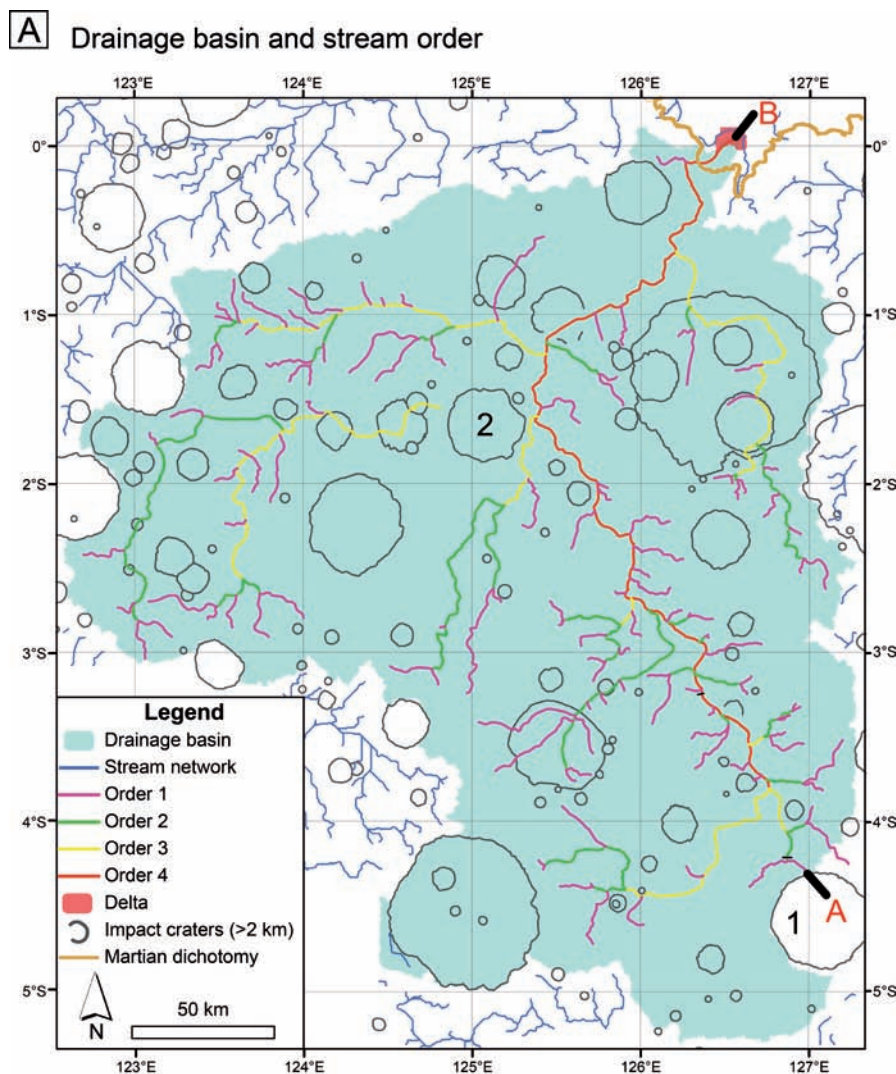 A Drainage basin and stream order
123°E 124°E 125°E 126°E 127°E
B
0° 0°
1°S 1°S
2
2°S 2°S
3°S 3°S
Legend
Drainage basin
Stream network
Order 1
Order 2
Order 3
Order 4
Delta
Impact craters (>2 km)
Martian dichotomy
N
50 km
4°S
1
A
5°S 5°S
123°E 124°E 125°E 126°E 127°E